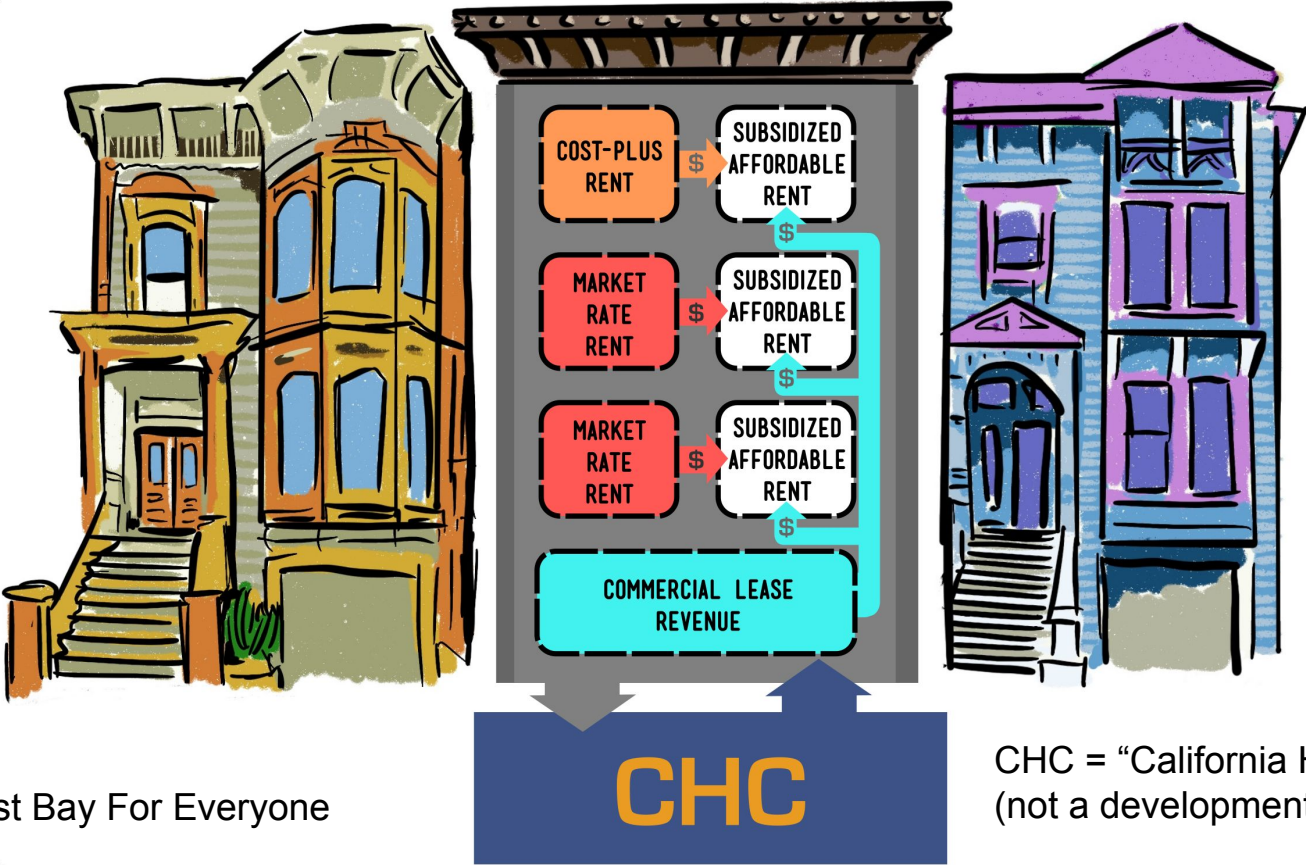 COST-PLUS
RENT
$
SUBSIDIZED
AFFORDABLE
RENT
$
MARKET
RATE
RENT
$
SUBSIDIZED
AFFORDABLE
RENT
$
MARKET
RATE
RENT
$
SUBSIDIZED
AFFORDABLE
RENT
$
COMMERCIAL LEASE
REVENUE
CHC
Bay For Everyone
CHC = “California
(not a development